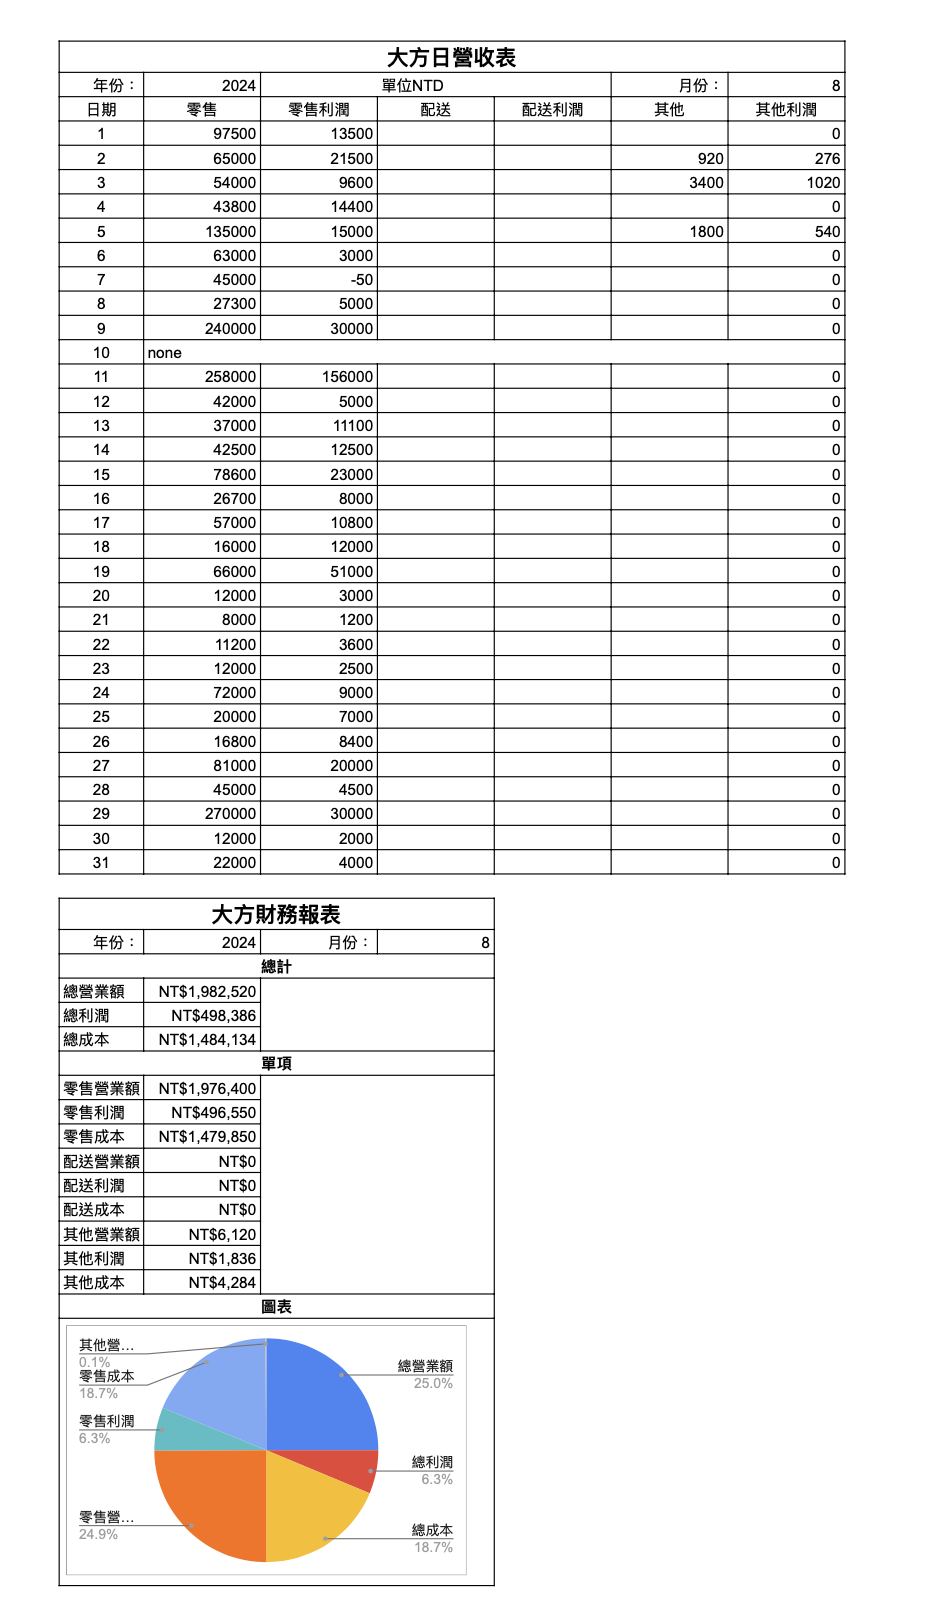 大方日營收表
年份： 2024 單位NTD 月份： 8
日期 零售 零售利潤 配送 配送利潤 其他 其他利潤
1 97500 13500 0
2 65000 21500 920 276
3 54000 9600 3400 1020
4 43800 14400 0
5 135000 15000 1800 540
6 63000 3000 0
7 45000 -50 0
8 27300 5000 0
9 240000 30000 0
10 none
11 258000 156000 0
12 42000 5000 0
13 37000 11100 0
14 42500 12500 0
15 78600 23000 0
16 26700 8000 0
17 57000 10800 0
18 16000 12000 0
19 66000 51000 0
20 12000 3000 0
21 8000 1200 0
22 11200 3600 0
23 12000 2500 0
24 72000 9000 0
25 20000 7000 0
26 16800 8400 0
27 81000 20000 0
28 45000 4500 0
29 270000 30000 0
30 12000 2000 0
31 22000 4000 0
大方財務報表
年份： 2024 月份： 8
總計
總營業額 NT$1,982,520
總利潤 NT$498,386
總成本 NT$1,484,134
單項
零售營業額 NT$1,976,400
零售利潤 NT$496,550
零售成本 NT$1,479,850
配送營業額 NT$0
配送利潤 NT$0
配送成本 NT$0
其他營業額 NT$6,120
其他利潤 NT$1,836
其他成本 NT$4,284
圖表
其他營...
0.1%
零售成本
18.7%
零售利潤
6.3%
零售營...
24.9%
總營業額
25.0%
總利潤
6.3%
總成本
18.7%